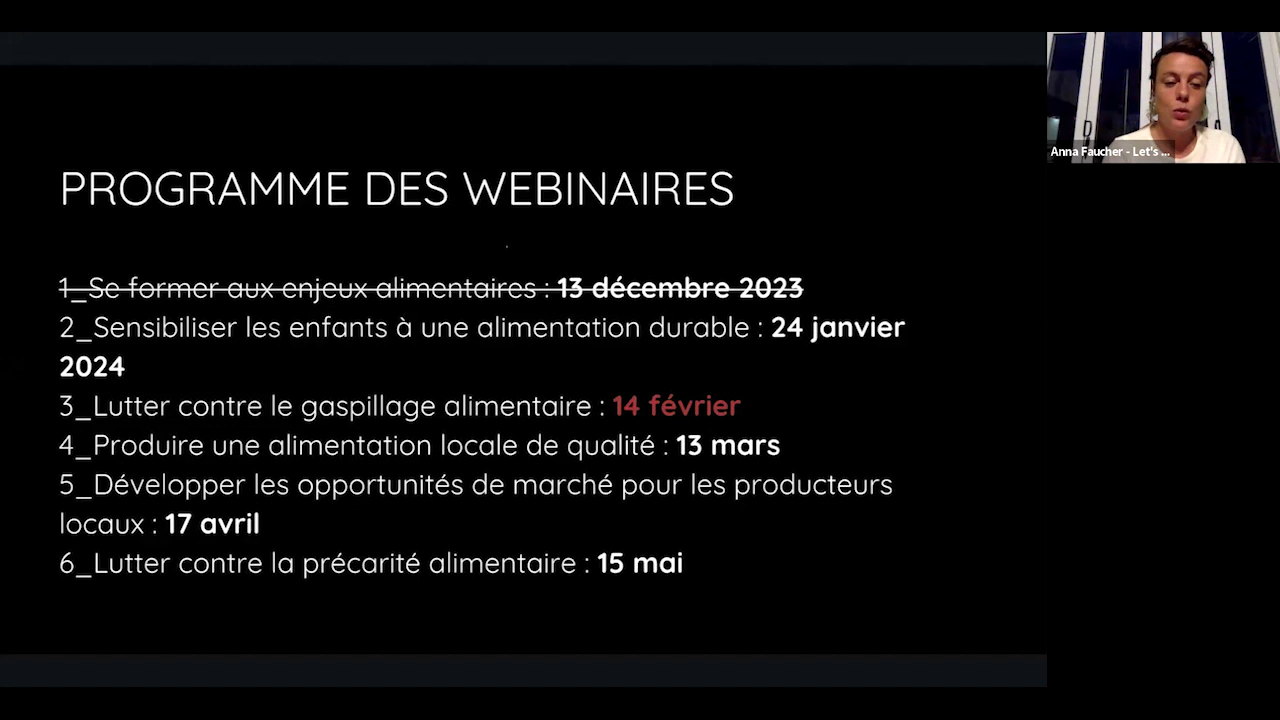 PROGRAMME DES WEBINAIRES
1_Se former aux enjeux alimentaires : 13 décembre 2023
2_Sensibiliser les enfants à une alimentation durable : 24 janvier
2024
3_Lutter contre le gaspillage alimentaire : 14 février
4_Produire une alimentation locale de qualité : 13 mars
5_Développer les opportunités de marché pour les producteurs
locaux : 17 avril
6_Lutter contre la précarité alimentaire : 15 mai
Anna Faucher - Let's ...